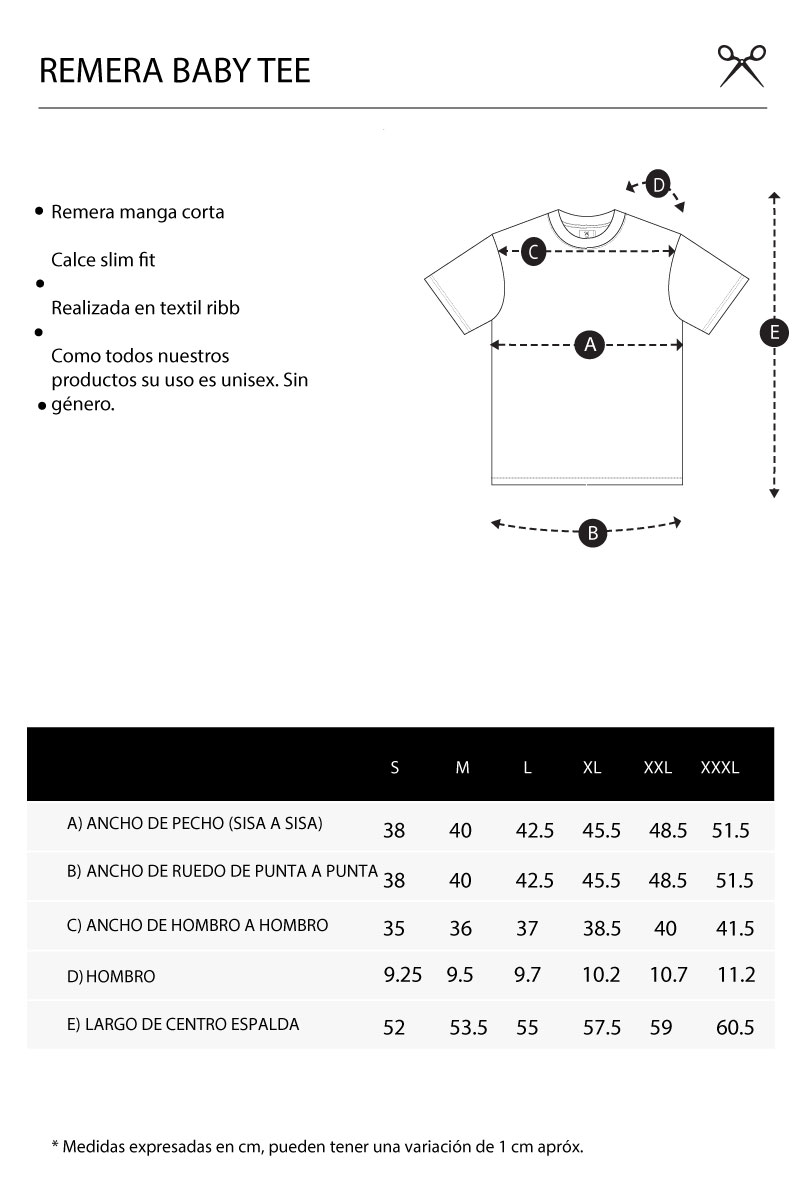 REMERA BABY TEE
• Remera manga corta
Calce slim fit
•
Realizada en textil ribb
•
Como todos nuestros
productos su uso es unisex. Sin
• género.
D
C
A
E
B
S M L XL XXL XXXL
A) ANCHO DE PECHO (SISA A SISA) 38 40 42.5 45.5 48.5 51.5
B) ANCHO DE RUEDO DE PUNTA A PUNTA 38 40 42.5 45.5 48.5 51.5
C) ANCHO DE HOMBRO A HOMBRO 35 36 37 38.5 40 41.5
D) HOMBRO 9.25 9.5 9.7 10.2 10.7 11.2
E) LARGO DE CENTRO ESPALDA 52 53.5 55 57.5 59 60.5
* Medidas expresadas en cm, pueden tener una variación de 1 cm apróx.